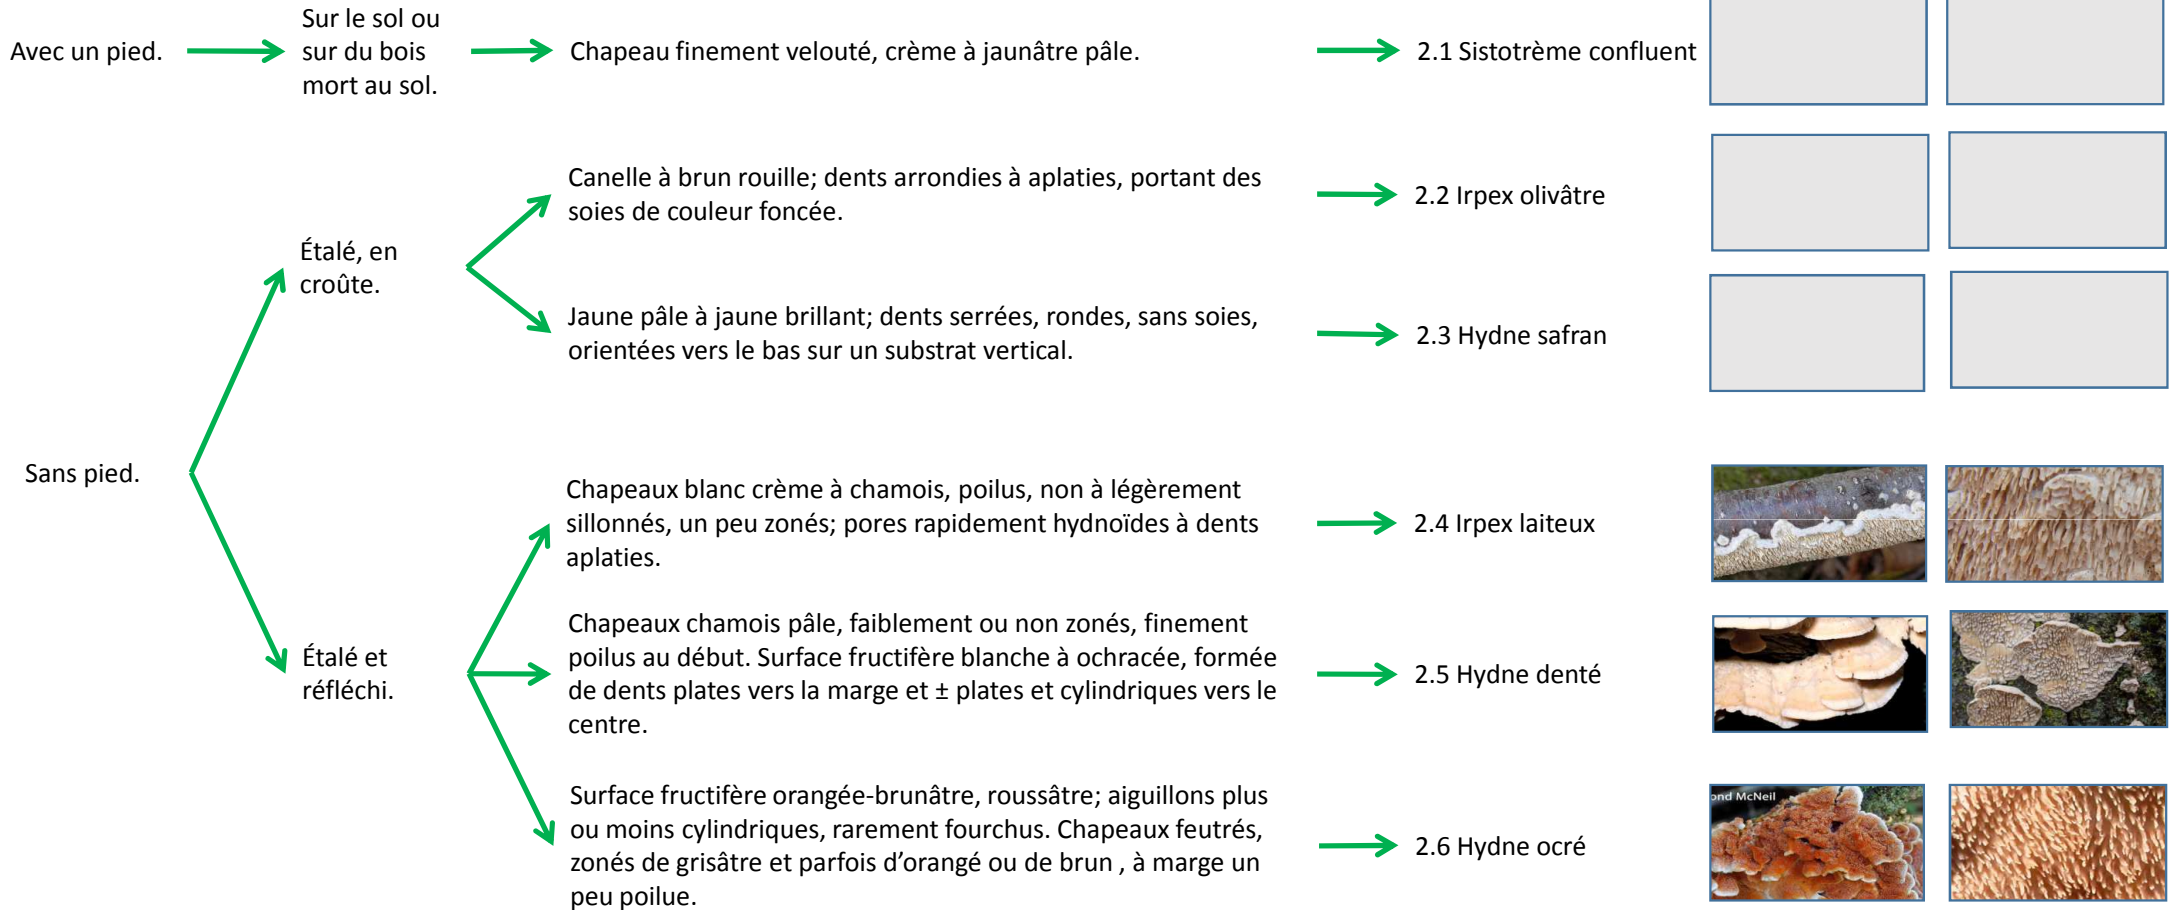 Avec un pied.
Sur le sol ou
sur du bois
mort au sol.
Chapeau finement velouté, crème à jaunâtre pâle.
2.1 Sistotrème confluent
Sans pied.
Étalé, en
croûte.
Canelle à brun rouille; dents arrondies à aplaties, portant des
soies de couleur foncée.
2.2 Irpex olivâtre
Jaune pâle à jaune brillant; dents serrées, rondes, sans soies,
orientées vers le bas sur un substrat vertical.
2.3 Hydne safran
Étalé et
réfléchi.
Chapeaux blanc crème à chamois, poilus, non à légèrement
sillonnés, un peu zonés; pores rapidement hydnoïdes à dents
aplaties.
2.4 Irpex laiteux
Chapeaux chamois pâle, faiblement ou non zonés, finement
poilus au début. Surface fructifère blanche à ochracée, formée
de dents plates vers la marge et ± plates et cylindriques vers le
centre.
2.5 Hydne denté
Surface fructifère orangée-brunâtre, roussâtre; aiguillons plus
ou moins cylindriques, rarement fourchus. Chapeaux feutrés,
zonés de grisâtre et parfois d’orangé ou de brun , à marge un
peu poilue.
2.6 Hydne ocré
ond McNeil